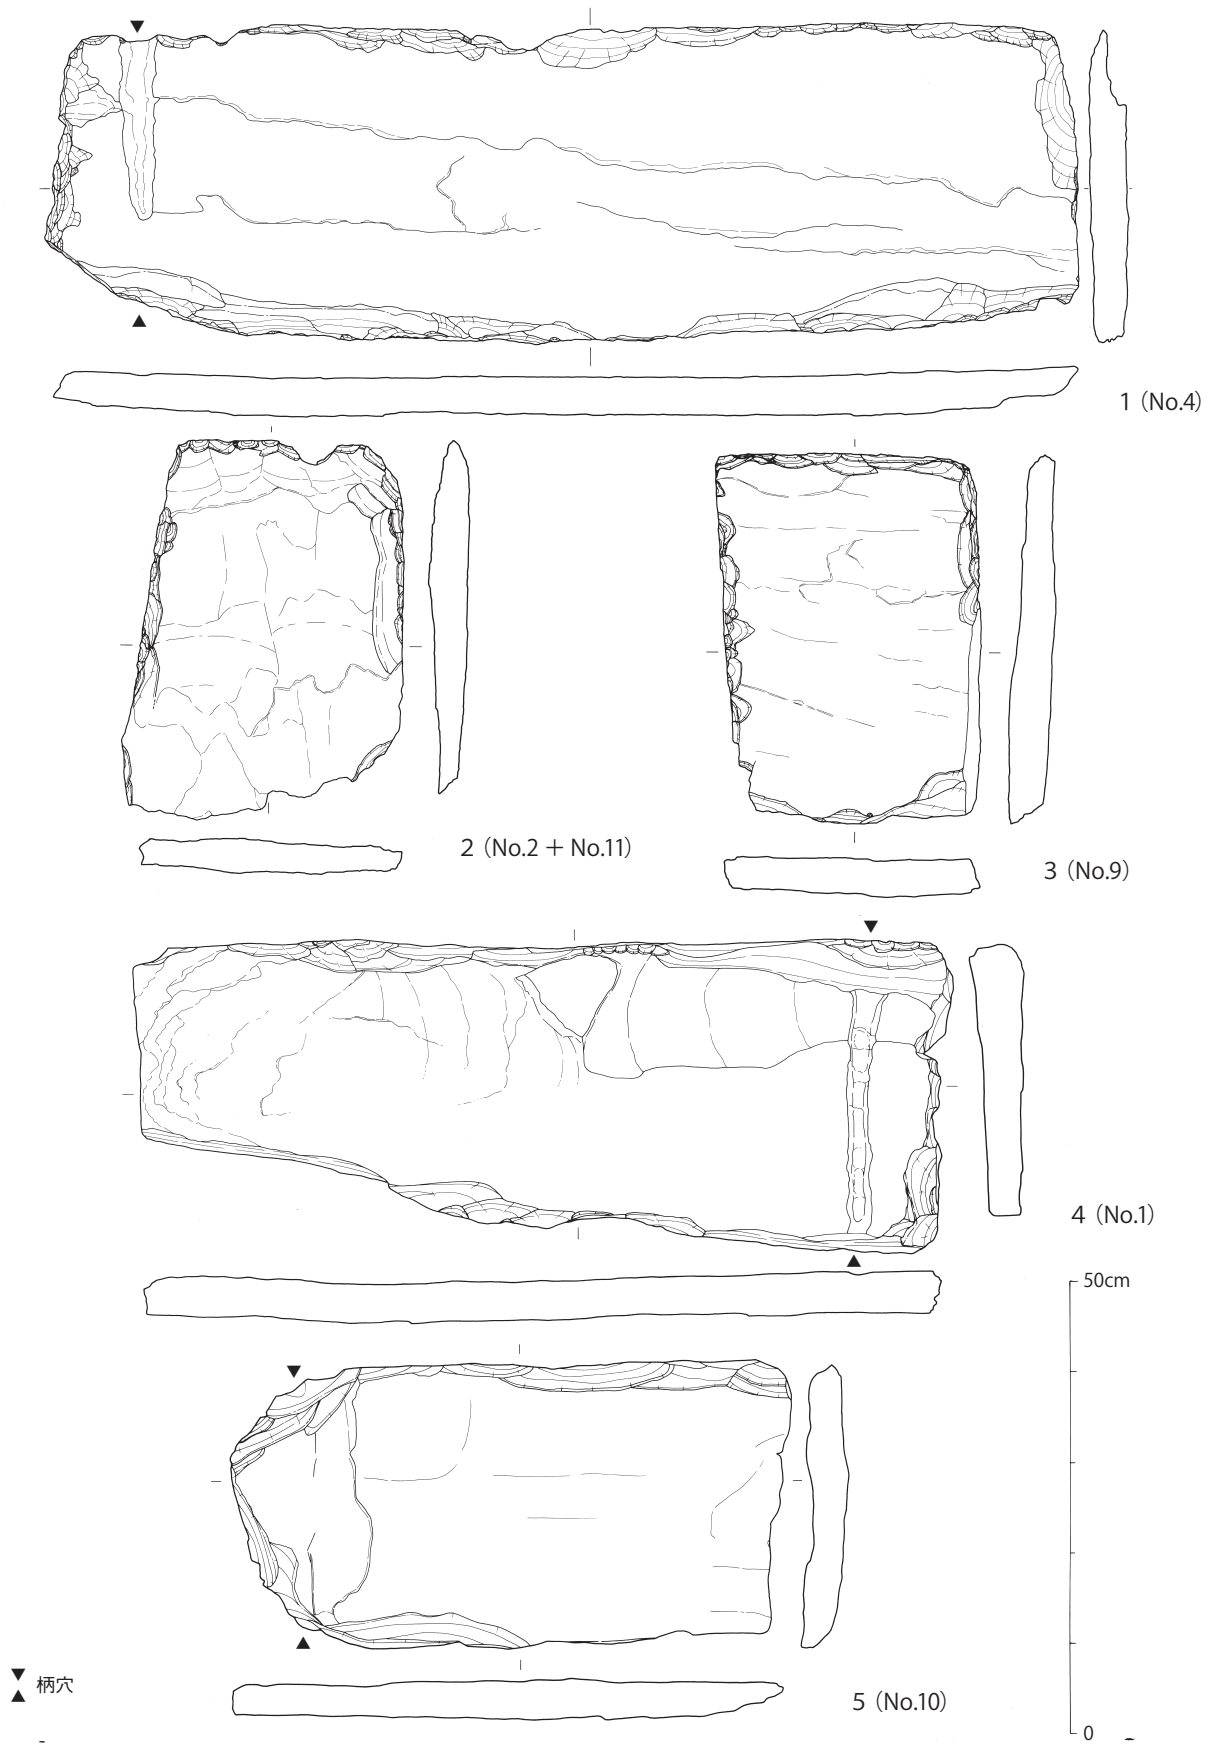 1（No.4）
2（No.2 ＋ No.11）
3（No.9）
4（No.1）
50cm
5（No.10）
▼
▲ 柄穴
0